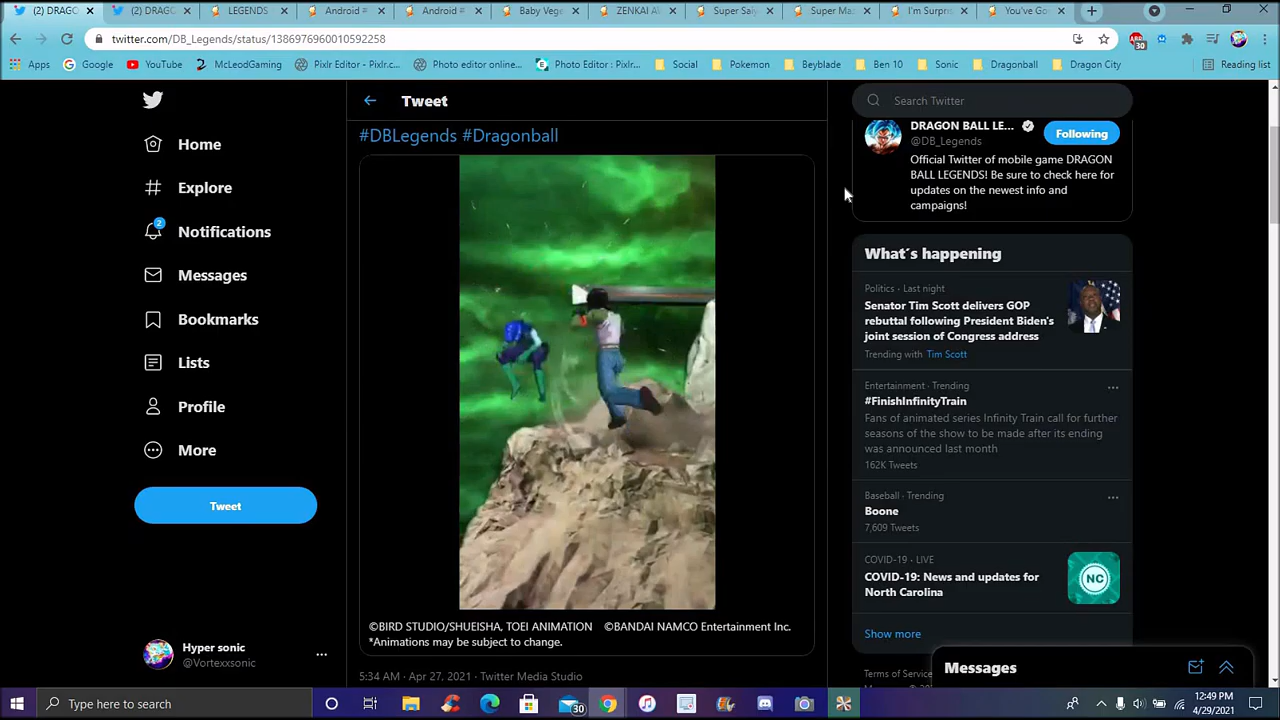 (2) DRAGO
(2) DRAGO
LEGENDS
Android #
Android #
Baby Vege
ZENKAI AW
Super Saiy
Super Ma
I'm Surpris
You've Go
twitter.com/DB_Legends/status/1386976960010592258
Apps
Google
YouTube
McLeodGaming
Pixlr Editor - Pixlr.c...
Photo editor online...
Photo Editor : Pixlr...
Social
Pokemon
Beyblade
Ben 10
Sonic
Dragonball
Dragon City
Reading list
Tweet
Search Twitter
#DBLegends #Dragonball
DRAGON BALL LE...
@DB_Legends
Following
Official Twitter of mobile game DRAGON
BALL LEGENDS! Be sure to check here for
updates on the newest info and
campaigns!
Home
Explore
2
Notifications
Messages
Bookmarks
Lists
Profile
More
Tweet
What's happening
Politics · Last night
Senator Tim Scott delivers GOP
rebuttal following President Biden's
joint session of Congress address
Trending with Tim Scott
Entertainment · Trending
#FinishInfinityTrain
Fans of animated series Infinity Train call for further
seasons of the show to be made after its ending
was announced last month
162K Tweets
Baseball · Trending
Boone
7,609 Tweets
COVID-19 · LIVE
COVID-19: News and updates for
North Carolina
NC
Show more
Terms of Service
©BIRD STUDIO/SHUEISHA, TOEI ANIMATION ©BANDAI NAMCO Entertainment Inc.
*Animations may be subject to change.
5:34 AM · Apr 27, 2021 · Twitter Media Studio
Hyper sonic
@Vortexxsonic
Messages
Type here to search
30
12:49 PM
4/29/2021